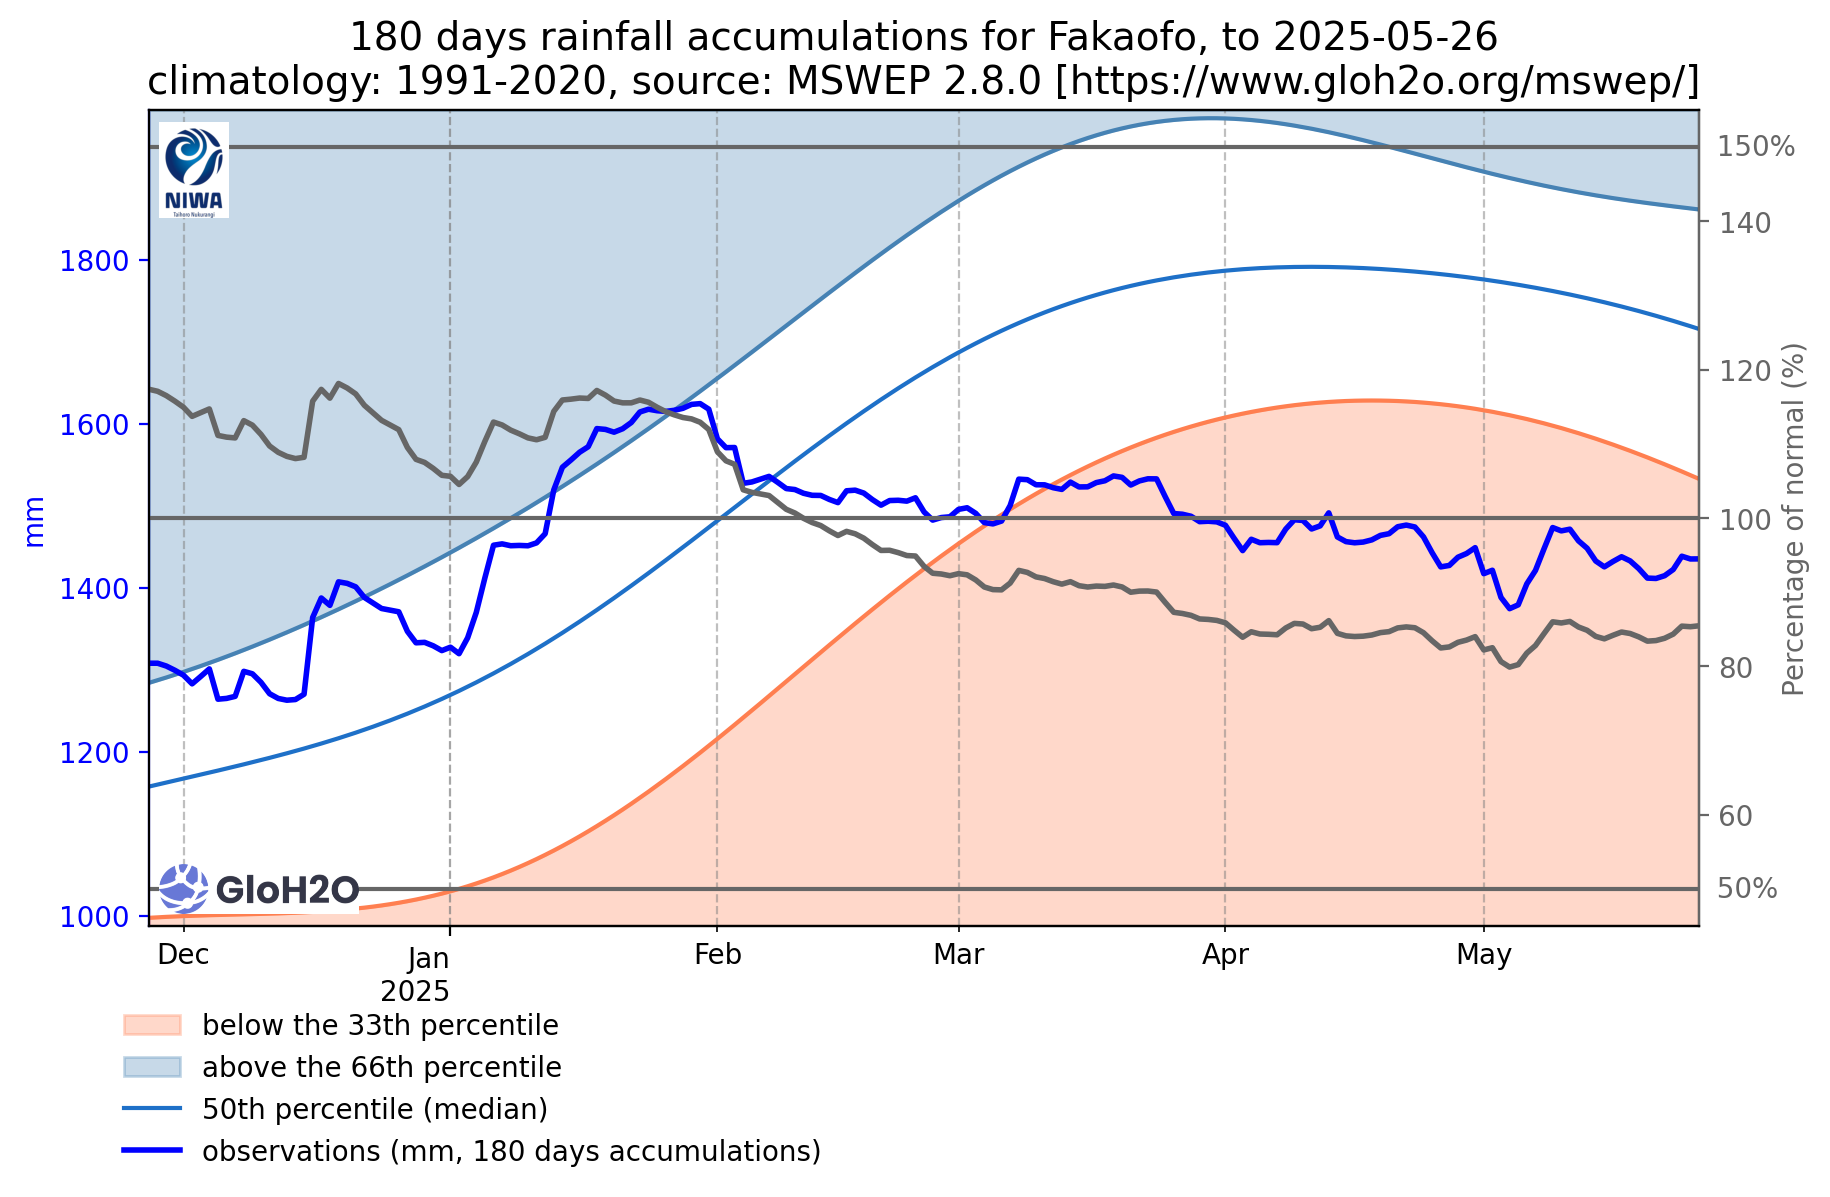 180 days rainfall accumulations for Fakaofo, to 2025-05-26
climatology: 1991-2020, source: MSWEP 2.8.0 [https://www.gloh2o.org/mswep/]
NIWA
Taihoro Nukurangi
150%
140
1800
120
1600
Percentage of normal (%)
mm
100
1400
80
1200
60
GloH2O
50%
1000
Dec
Jan
2025
Feb
Mar
Apr
May
below the 33th percentile
above the 66th percentile
50th percentile (median)
observations (mm, 180 days accumulations)